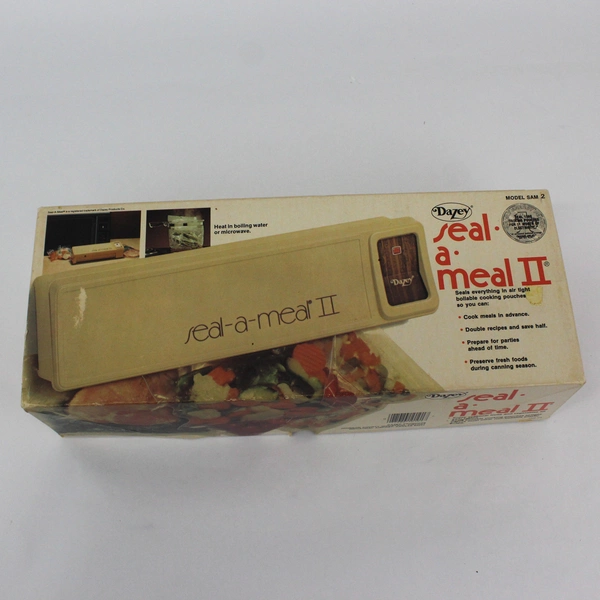 Dazey
MODEL SAM 2
seal·
a·
meal II®
Heat in boiling water
or microwave.
Dazey
seal-a-meal® II
Seals everything in air tight
boilable cooking pouches
so you can:
• Cook meals in advance.
• Double recipes and save half.
• Prepare for parties
ahead of time.
• Preserve fresh foods
during canning season.
Dazey
seal·
a·
meal II